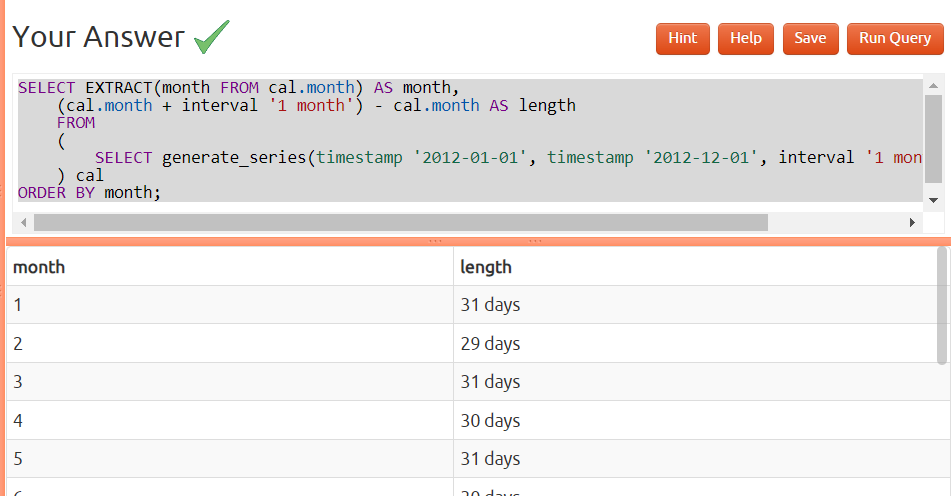 Your Answer
Hint Help Save Run Query
SELECT EXTRACT(month FROM cal.month) AS month,
(cal.month + interval '1 month') - cal.month AS length
FROM
(
SELECT generate_series(timestamp '2012-01-01', timestamp '2012-12-01', interval '1 mon
) cal
ORDER BY month;
month length
1 31 days
2 29 days
3 31 days
4 30 days
5 31 days